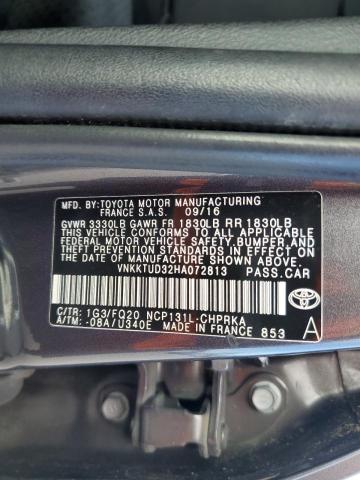 MFD. BY: TOYOTA MOTOR MANUFACTURING
FRANCE S.A.S. 09/16
GVWR 3330LB GAWR FR 1830LB RR 1830LB
THIS VEHICLE CONFORMS TO ALL APPLICABLE
FEDERAL MOTOR VEHICLE SAFETY, BUMPER, AND
THEFT PREVENTION STANDARDS IN EFFECT ON
THE DATE OF MANUFACTURE SHOWN ABOVE.
VNKKTUD32HA072813 PASS.CAR
C/TR: 1G3/FQ20 NCP131L-CHPRKA
A/TM: -08A/U340E MADE IN FRANCE 853
A
TOYOTA